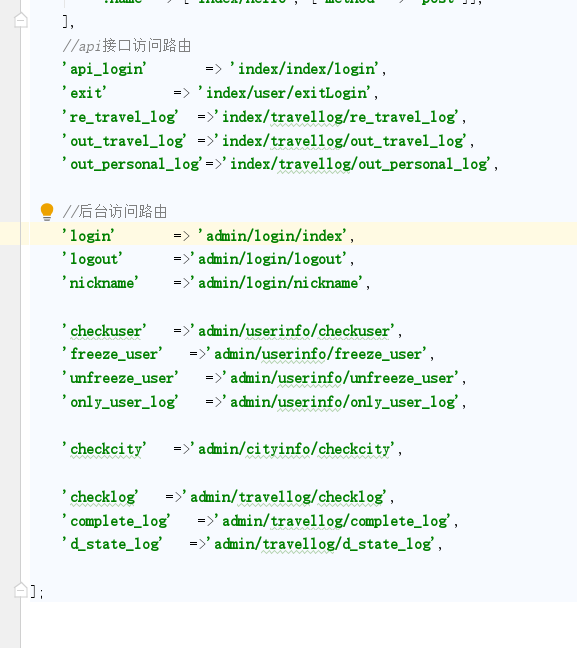 ],
//api接口访问路由
'api_login' => 'index/index/login',
'exit' => 'index/user/exitLogin',
're_travel_log' =>'index/travellog/re_travel_log',
'out_travel_log' =>'index/travellog/out_travel_log',
'out_personal_log'=>'index/travellog/out_personal_log',
//后台访问路由
'login' => 'admin/login/index',
'logout' =>'admin/login/logout',
'nickname' =>'admin/login/nickname',
'checkuser' =>'admin/userinfo/checkuser',
'freeze_user' =>'admin/userinfo/freeze_user',
'unfreeze_user' =>'admin/userinfo/unfreeze_user',
'only_user_log' =>'admin/userinfo/only_user_log',
'checkcity' =>'admin/cityinfo/checkcity',
'checklog' =>'admin/travellog/checklog',
'complete_log' =>'admin/travellog/complete_log',
'd_state_log' =>'admin/travellog/d_state_log',
];